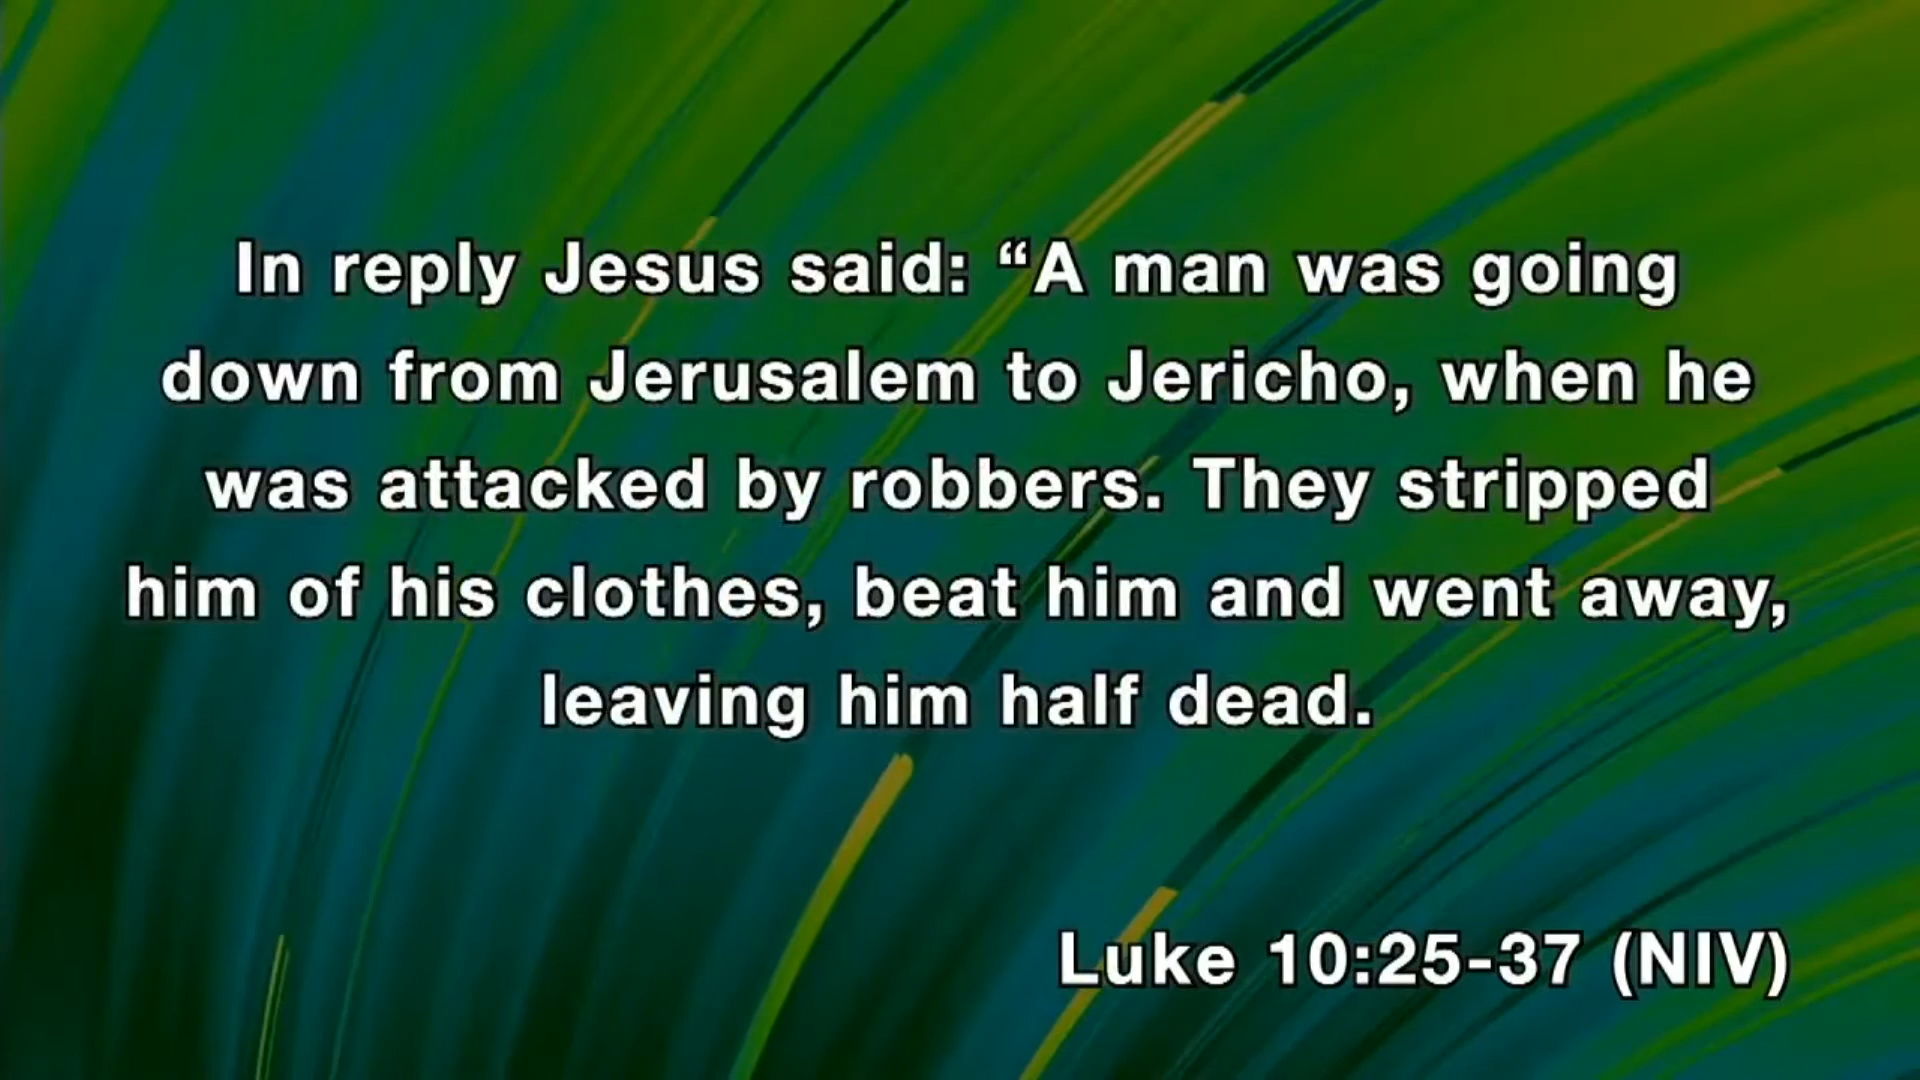 In reply Jesus said: “A man was going
down from Jerusalem to Jericho, when he
was attacked by robbers. They stripped
him of his clothes, beat him and went away,
leaving him half dead.
Luke 10:25-37 (NIV)